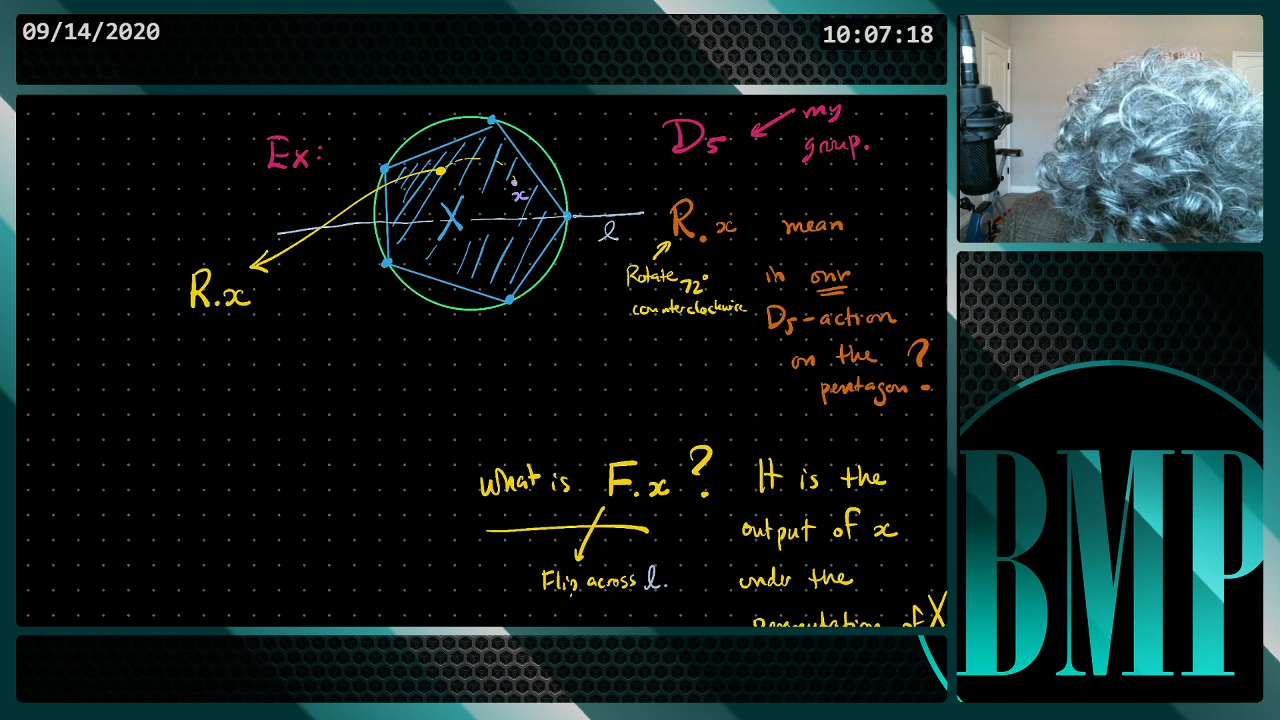 09/14/2020
10:07:18
Ex:
x
X
l
R.x
D5
my
group.
R.x mean
Rotate 72°
counterclockwise
in our
D5-action
on the ?
pentagon
What is F.x?
Flip across l.
It is the
output of x
under the
permutation of X
BMP